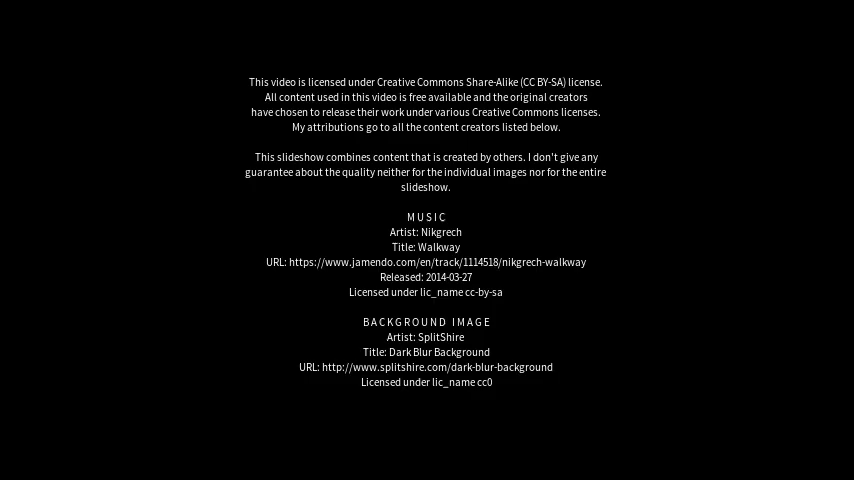 This video is licensed under Creative Commons Share-Alike (CC BY-SA) license.
All content used in this video is free available and the original creators
have chosen to release their work under various Creative Commons licenses.
My attributions go to all the content creators listed below.
This slideshow combines content that is created by others. I don't give any
guarantee about the quality neither for the individual images nor for the entire
slideshow.
MUSIC
Artist: Nikgrech
Title: Walkway
URL: https://www.jamendo.com/en/track/1114518/nikgrech-walkway
Released: 2014-03-27
Licensed under lic_name cc-by-sa
BACKGROUND IMAGE
Artist: SplitShire
Title: Dark Blur Background
URL: http://www.splitshire.com/dark-blur-background
Licensed under lic_name cc0